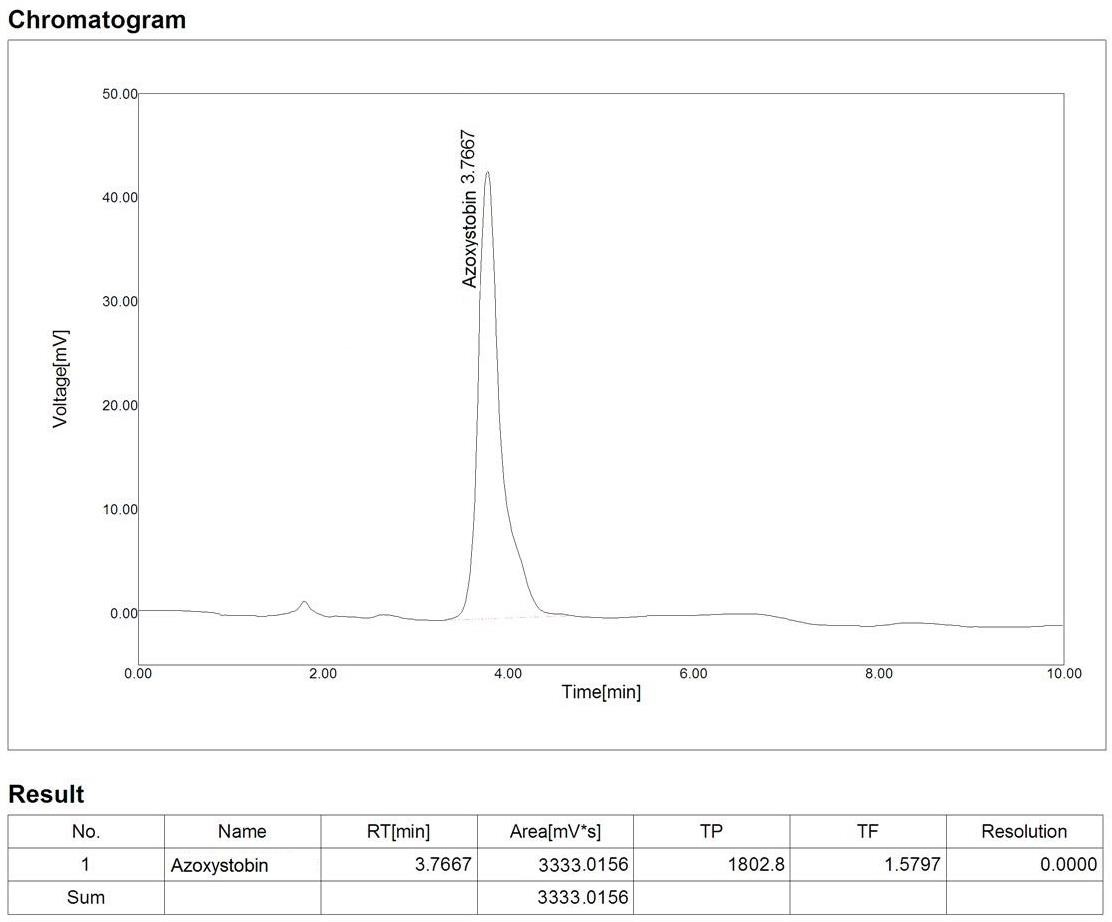 Chromatogram
50.00
40.00
30.00
20.00
10.00
0.00
Voltage[mV]
Azoxystobin 3.7667
0.00 2.00 4.00 6.00 8.00 10.00
Time[min]
Result
No. Name RT[min] Area[mV*s] TP TF Resolution
1 Azoxystobin 3.7667 3333.0156 1802.8 1.5797 0.0000
Sum 3333.0156